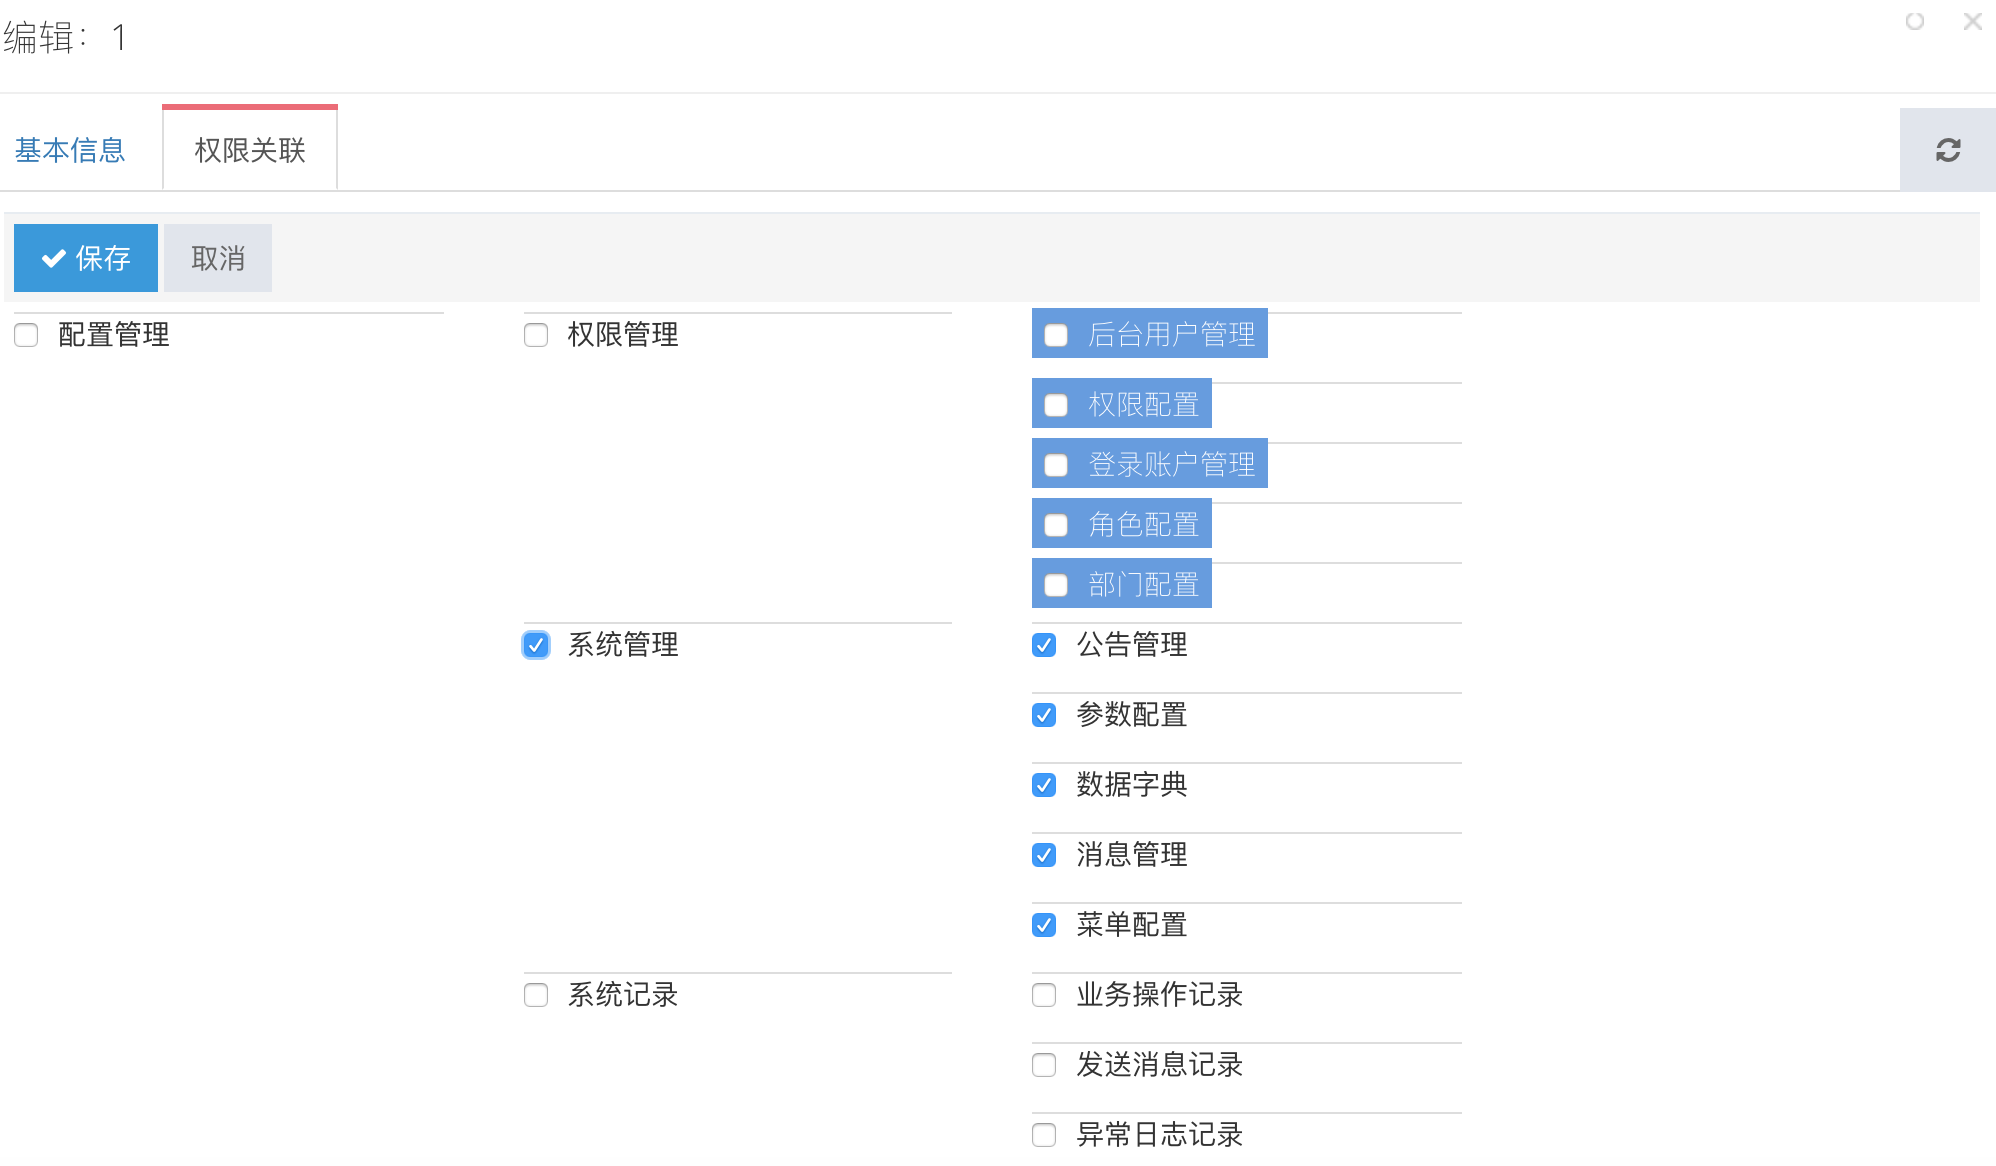 编辑：1
基本信息 权限关联
保存 取消
配置管理 权限管理 后台用户管理
权限配置
登录账户管理
角色配置
部门配置
系统管理 公告管理
参数配置
数据字典
消息管理
菜单配置
系统记录 业务操作记录
发送消息记录
异常日志记录